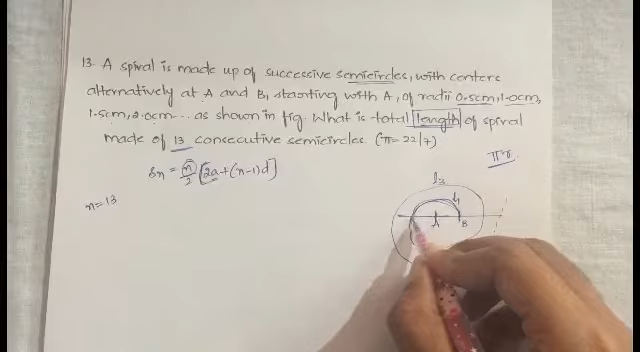 13. A spiral is made up of successive semicircles, with centers
alternatively at A and B, starting with A, of radii 0.5cm, 1.0cm,
1.5cm, 2.0cm... as shown in fig. What is total length of spiral
made of 13 consecutive semicircles. (π=22/7)
πr
Sn = n/2 [2a+(n-1)d]
n=13
l3
l1
A
B